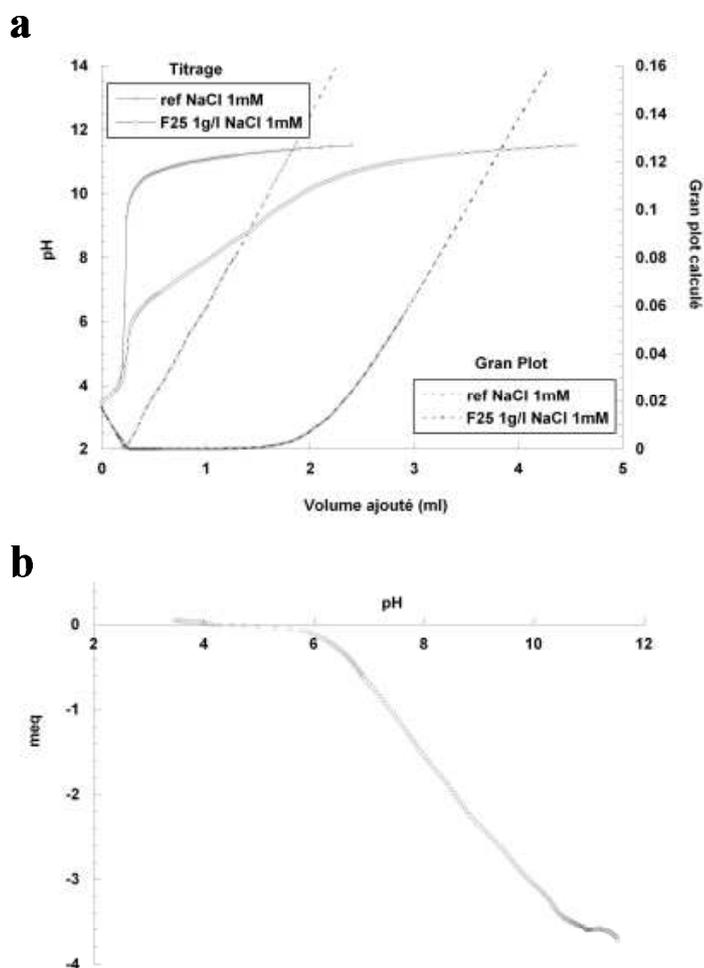 a
Titrage
ref NaCl 1mM
F25 1g/l NaCl 1mM
14
12
10
8
6
4
2
pH
0.16
0.14
0.12
0.1
0.08
0.06
0.04
0.02
0
Gran plot calculé
Gran Plot
ref NaCl 1mM
F25 1g/l NaCl 1mM
0 1 2 3 4 5
Volume ajouté (ml)
b
pH
0
-1
-2
-3
-4
2 4 6 8 10 12
meq